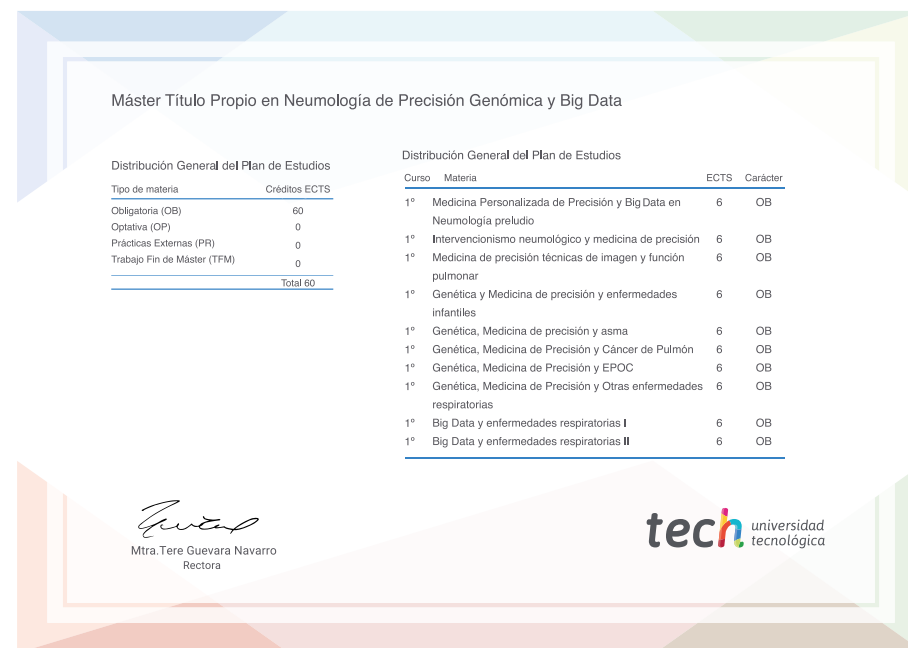 Máster Título Propio en Neumología de Precisión Genómica y Big Data
Distribución General del Plan de Estudios
Tipo de materia Créditos ECTS
Obligatoria (OB) 60
Optativa (OP) 0
Prácticas Externas (PR) 0
Trabajo Fin de Máster (TFM) 0
Total 60
Distribución General del Plan de Estudios
Curso Materia ECTS Carácter
1º Medicina Personalizada de Precisión y Big Data en 6 OB
Neumología preludio
1º Intervencionismo neumológico y medicina de precisión 6 OB
1º Medicina de precisión técnicas de imagen y función 6 OB
pulmonar
1º Genética y Medicina de precisión y enfermedades 6 OB
infantiles
1º Genética, Medicina de precisión y asma 6 OB
1º Genética, Medicina de Precisión y Cáncer de Pulmón 6 OB
1º Genética, Medicina de Precisión y EPOC 6 OB
1º Genética, Medicina de Precisión y Otras enfermedades 6 OB
respiratorias
1º Big Data y enfermedades respiratorias I 6 OB
1º Big Data y enfermedades respiratorias II 6 OB
Mtra.Tere Guevara Navarro
Rectora
tech universidad
tecnológica